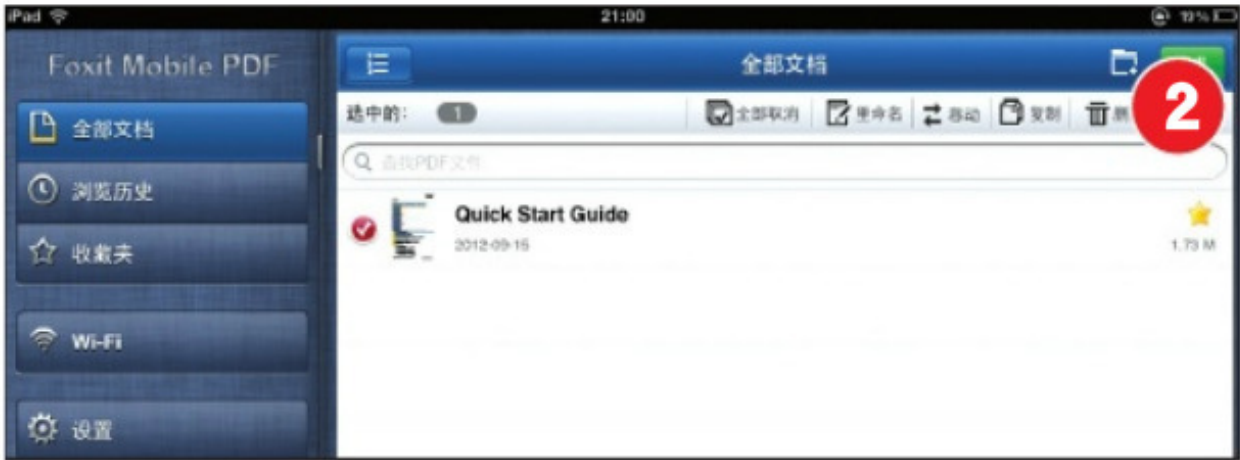 iPad 21:00 19%
Foxit Mobile PDF
全部文档
浏览历史
收藏夹
Wi-Fi
设置
全部文档
2
选中的: 1 全部取消 重命名 移动 复制 删
查找PDF文件
Quick Start Guide
2012-09-15 1.73 M